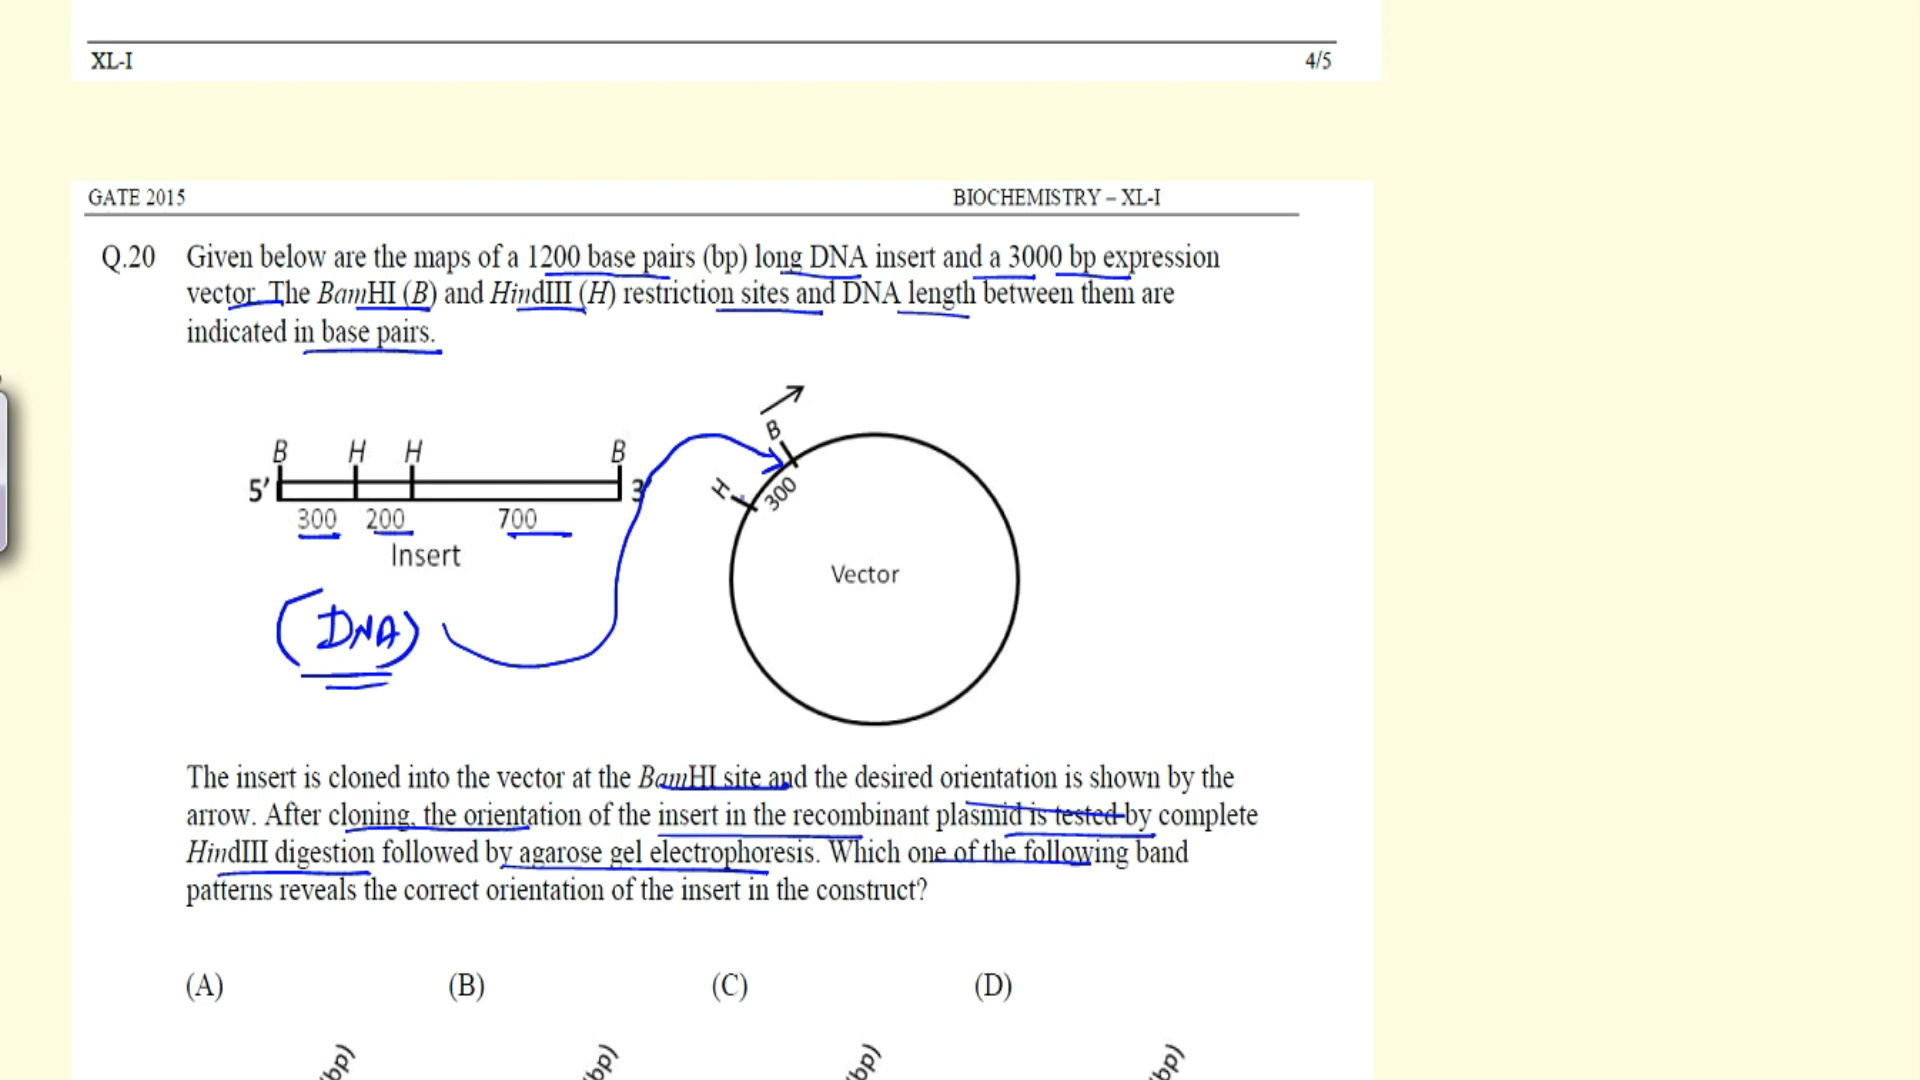 XL-I 4/5
GATE 2015 BIOCHEMISTRY – XL-I
Q.20 Given below are the maps of a 1200 base pairs (bp) long DNA insert and a 3000 bp expression
vector. The BamHI (B) and HindIII (H) restriction sites and DNA length between them are
indicated in base pairs.
B H H B
5' 3'
300 200 700
Insert
(DNA)
B
H
300
Vector
The insert is cloned into the vector at the BamHI site and the desired orientation is shown by the
arrow. After cloning, the orientation of the insert in the recombinant plasmid is tested by complete
HindIII digestion followed by agarose gel electrophoresis. Which one of the following band
patterns reveals the correct orientation of the insert in the construct?
(A) (B) (C) (D)
bp) bp) bp) bp)